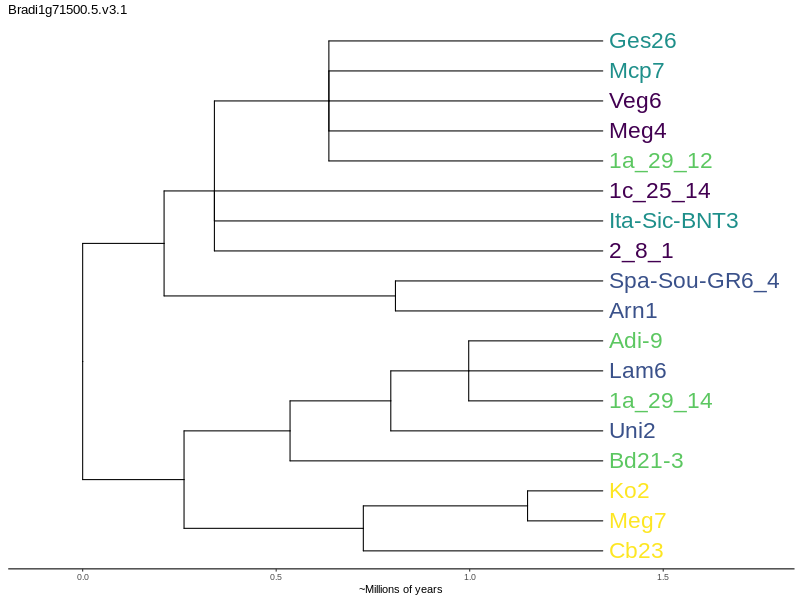 Bradi1g71500.5.v3.1
Ges26
Mcp7
Veg6
Meg4
1a_29_12
1c_25_14
Ita-Sic-BNT3
2_8_1
Spa-Sou-GR6_4
Arn1
Adi-9
Lam6
1a_29_14
Uni2
Bd21-3
Ko2
Meg7
Cb23
0.0 0.5 1.0 1.5
~Millions of years